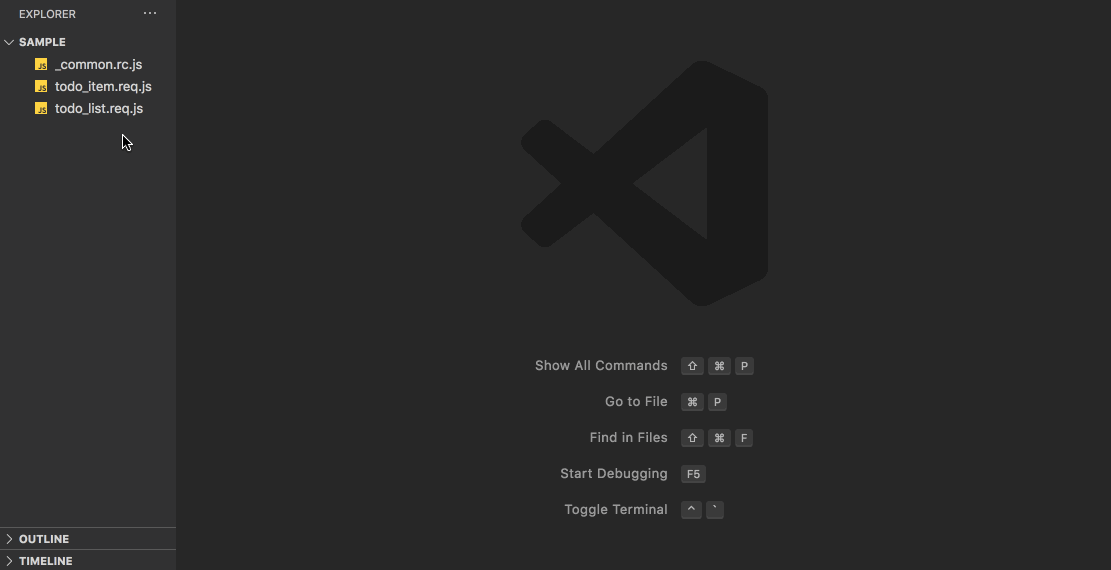 EXPLORER ···
SAMPLE
JS _common.rc.js
JS todo_item.req.js
JS todo_list.req.js
Show All Commands ⇧ ⌘ P
Go to File ⌘ P
Find in Files ⇧ ⌘ F
Start Debugging F5
Toggle Terminal ^ `
OUTLINE
TIMELINE